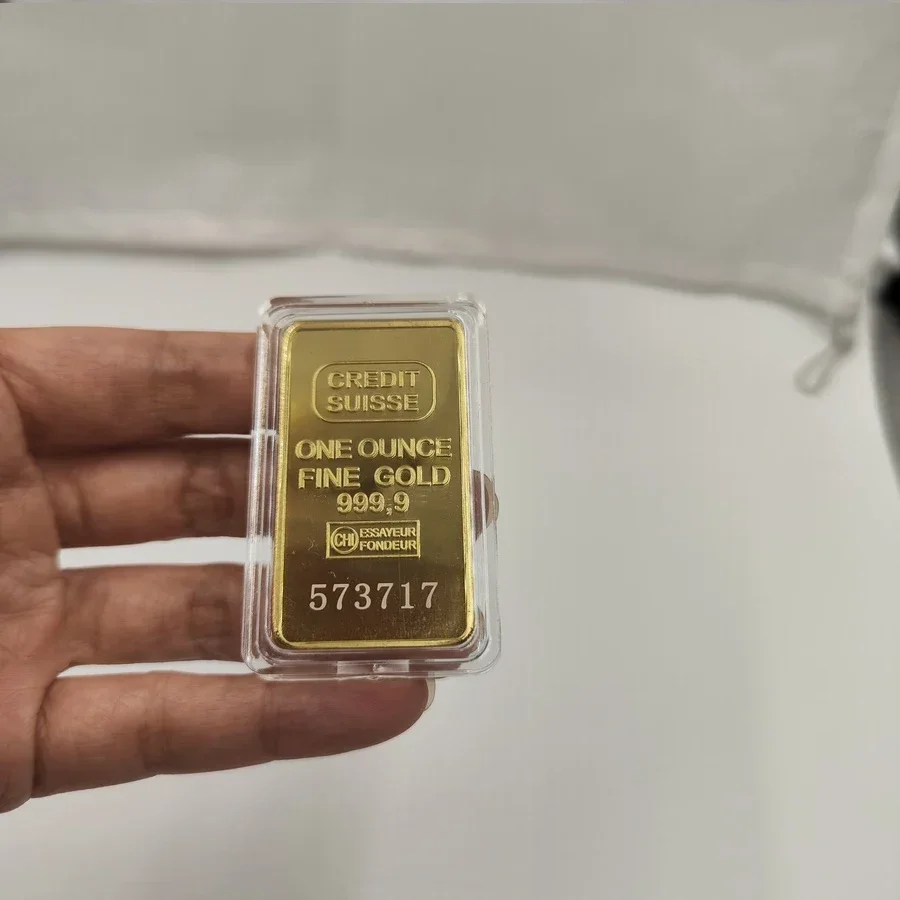 CREDIT
SUISSE
ONE OUNCE
FINE GOLD
999,9
CHI ESSAYEUR
FONDEUR
573717